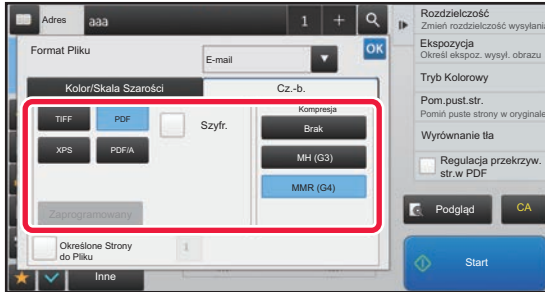 Adres aaa 1 +
Format Pliku
E-mail
OK
Kolor/Skala Szarości
Cz.-b.
TIFF
PDF
Szyfr.
XPS
PDF/A
Zaprogramowany
Kompresja
Brak
MH (G3)
MMR (G4)
Określone Strony
do Pliku
1
Inne
Rozdzielczość
Zmień rozdzielczość wysyłania
Ekspozycja
Określ ekspoz. wysył. obrazu
Tryb Kolorowy
Pom.pust.str.
Pomiń puste strony w oryginale
Wyrównanie tła
Regulacja przekrzyw.
str.w PDF
Podgląd
CA
Start